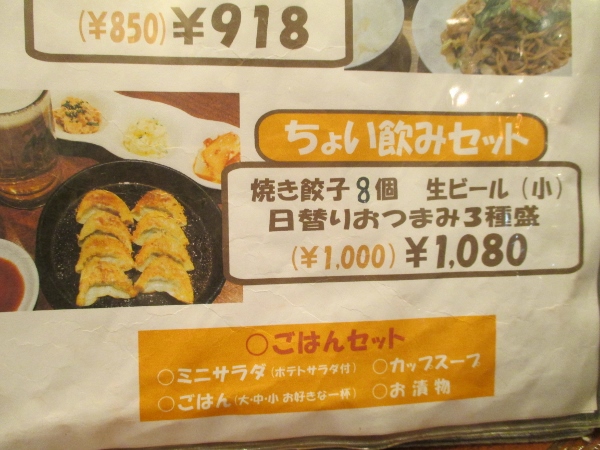 (¥850) ¥918
ちょい飲みセット
焼き餃子8個 生ビール(小)
日替りおつまみ3種盛
(¥1,000) ¥1,080
○ごはんセット
○ミニサラダ(ポテトサラダ付) ○カップスープ
○ごはん(大・中・小 お好きな一杯) ○お漬物